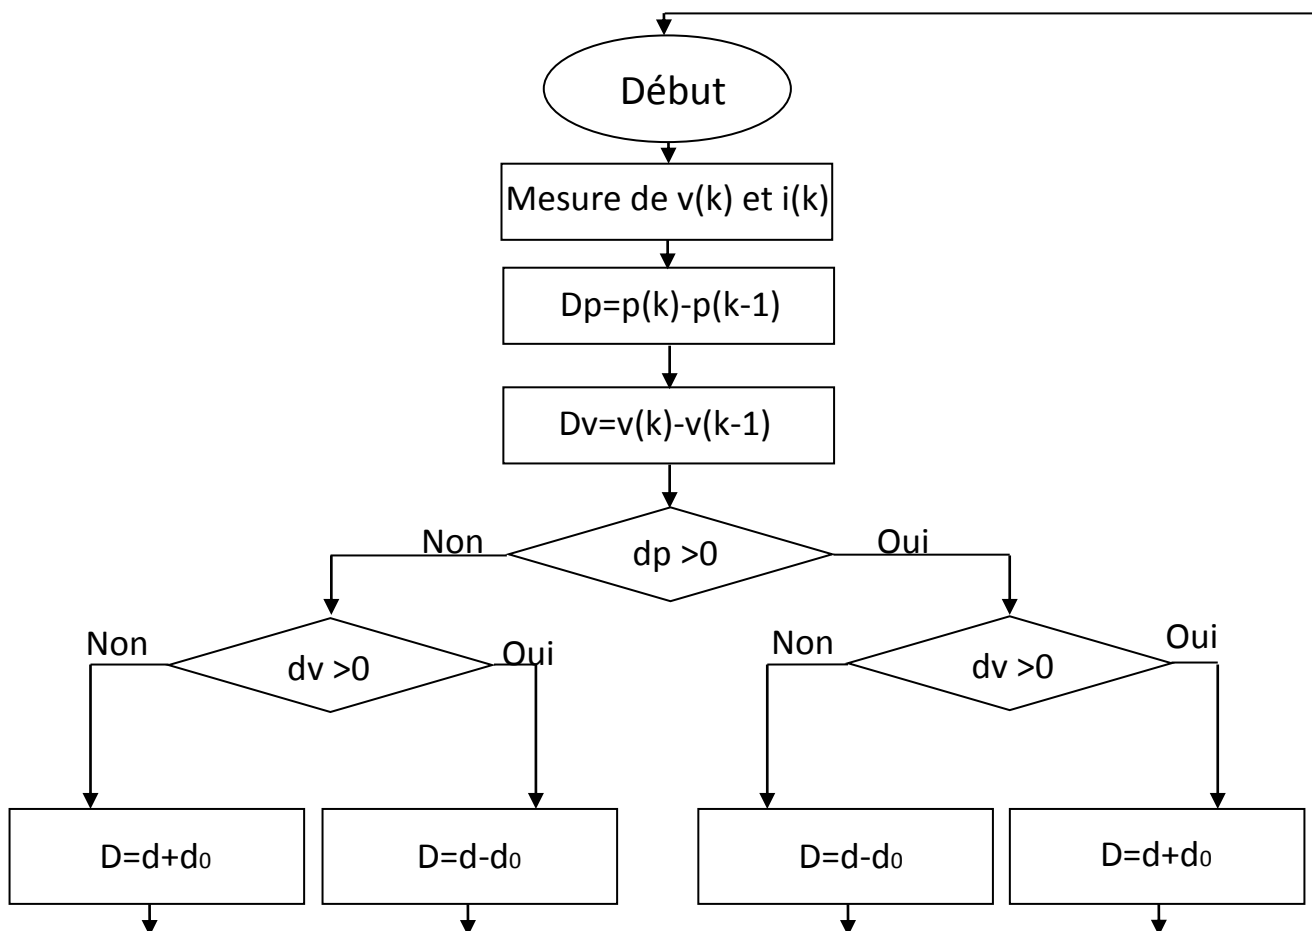 Début
Mesure de v(k) et i(k)
Dp=p(k)-p(k-1)
Dv=v(k)-v(k-1)
Non
dp >0
Oui
Non
dv >0
Oui
Non
dv >0
Oui
D=d+d₀
D=d-d₀
D=d-d₀
D=d+d₀